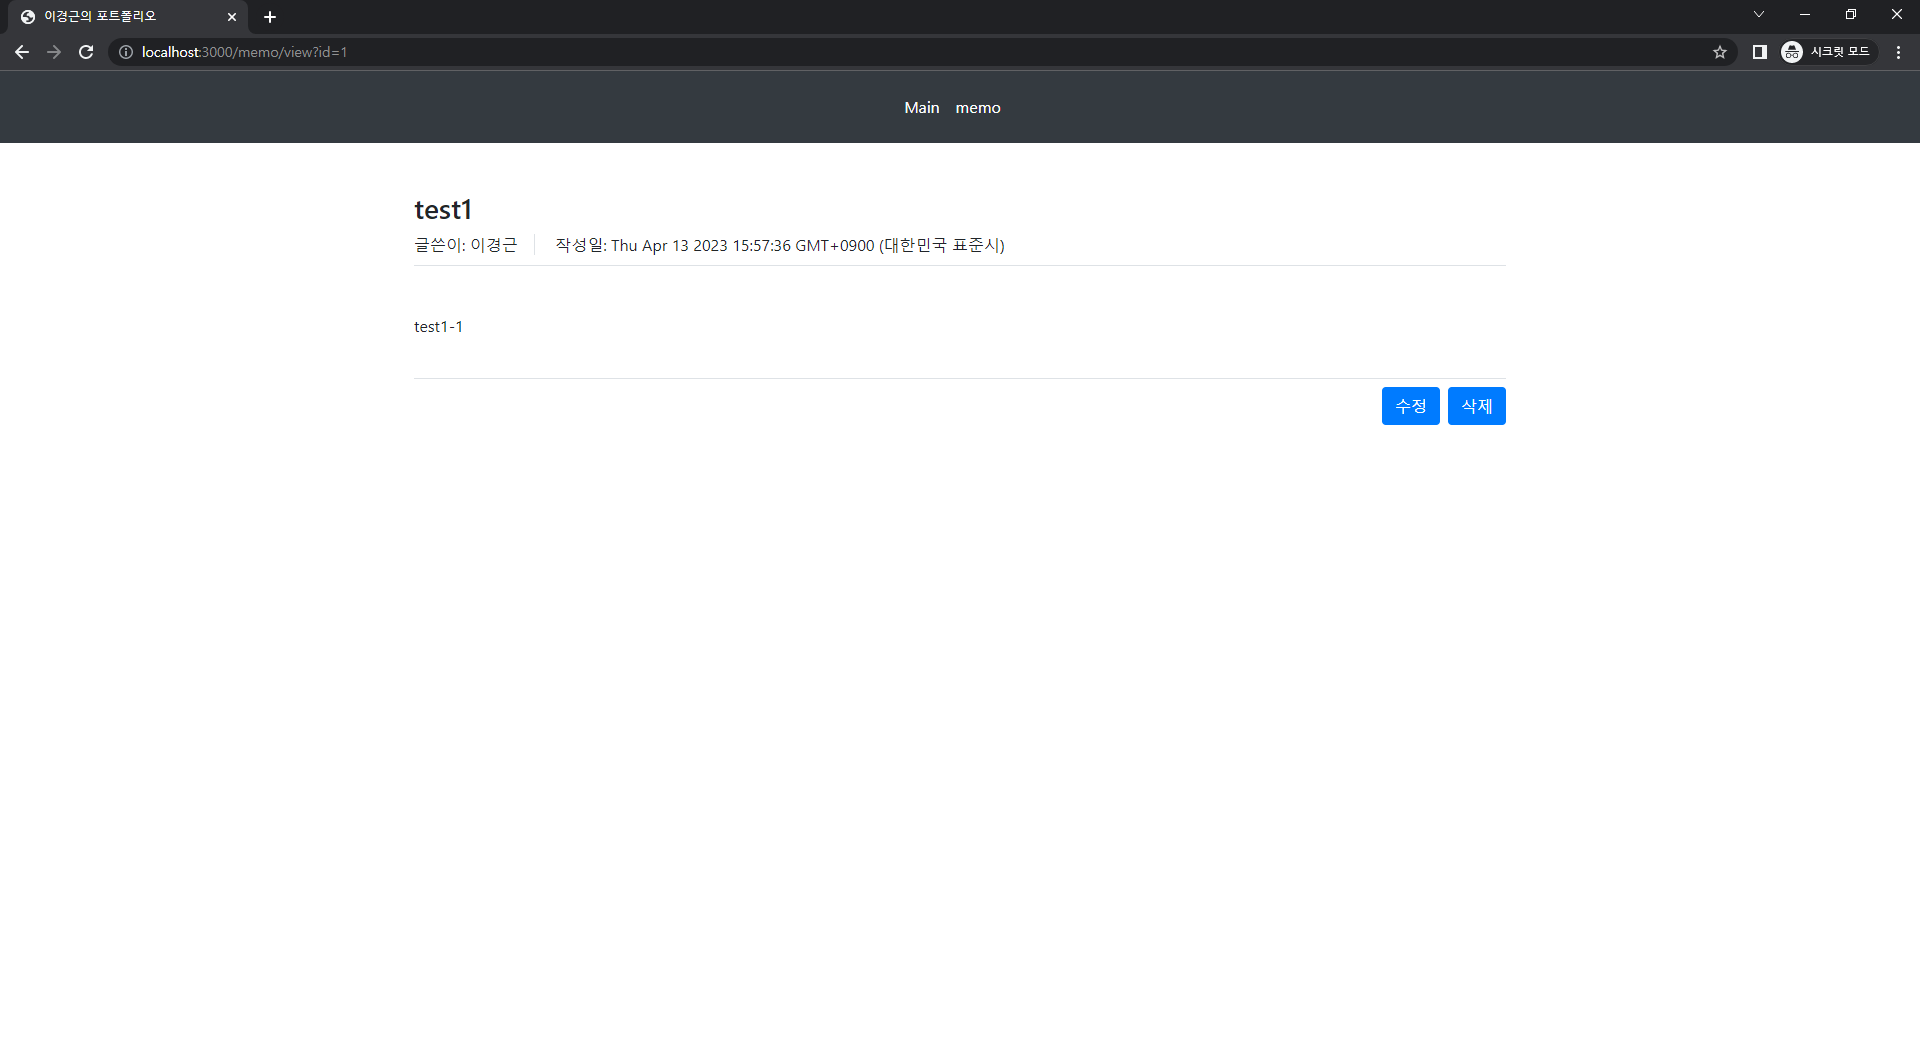 이경근의 포트폴리오
localhost:3000/memo/view?id=1
시크릿 모드
Main memo
test1
글쓴이: 이경근 작성일: Thu Apr 13 2023 15:57:36 GMT+0900 (대한민국 표준시)
test1-1
수정 삭제